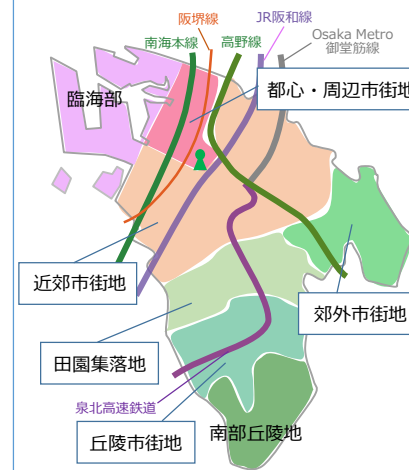 阪堺線
JR阪和線
南海本線
高野線
Osaka Metro
御堂筋線
臨海部
都心・周辺市街地
近郊市街地
郊外市街地
田園集落地
泉北高速鉄道
丘陵市街地
南部丘陵地